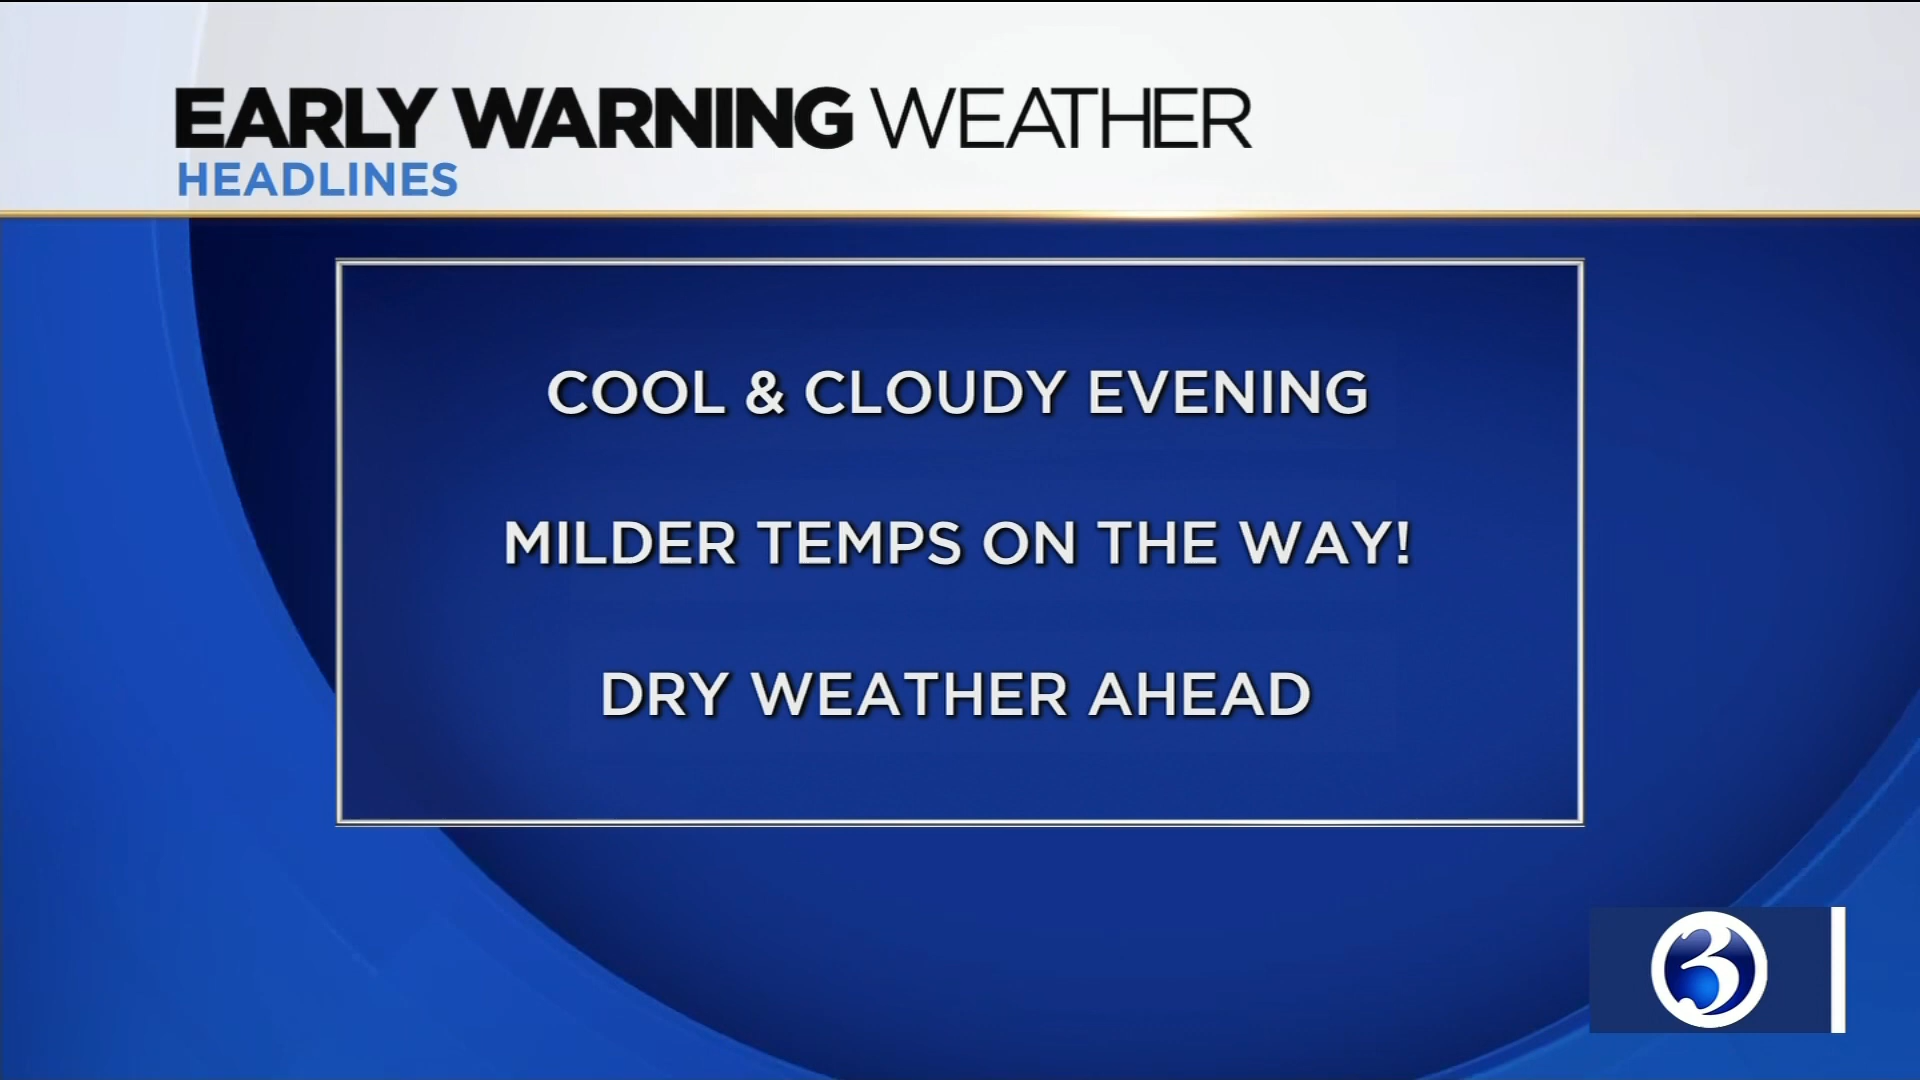 EARLY WARNING WEATHER
HEADLINES
COOL & CLOUDY EVENING
MILDER TEMPS ON THE WAY!
DRY WEATHER AHEAD
3